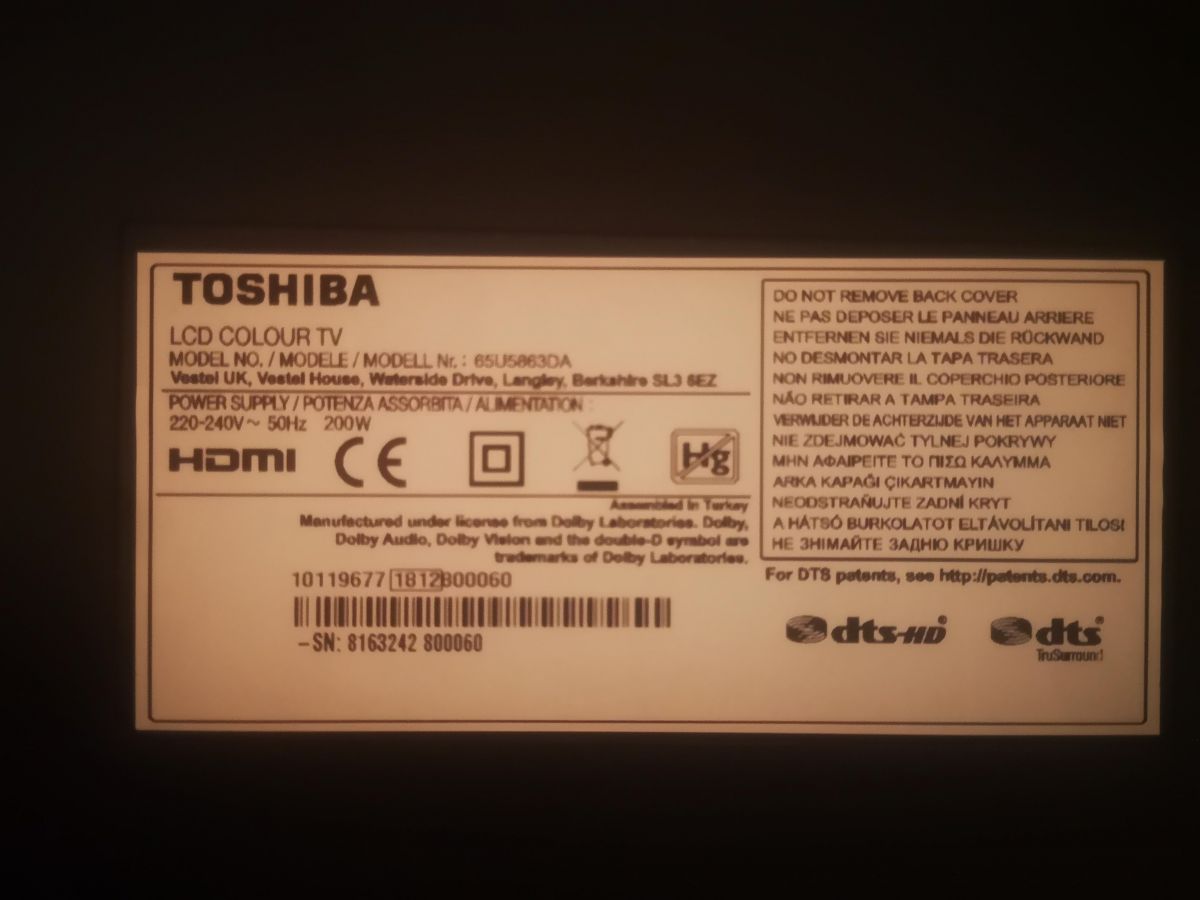 TOSHIBA
LCD COLOUR TV
MODEL NO. / MODELE / MODELL Nr. : 65U5863DA
Vestel UK, Vestel House, Waterside Drive, Langley, Berkshire SL3 6EZ
POWER SUPPLY / POTENZA ASSORBITA / ALIMENTATION :
220-240V~ 50Hz 200W
HDMI CE Hg
Assembled in Turkey
Manufactured under license from Dolby Laboratories. Dolby,
Dolby Audio, Dolby Vision and the double-D symbol are
trademarks of Dolby Laboratories.
10119677 1812B00060
-SN: 8163242 800060
DO NOT REMOVE BACK COVER
NE PAS DEPOSER LE PANNEAU ARRIERE
ENTFERNEN SIE NIEMALS DIE RÜCKWAND
NO DESMONTAR LA TAPA TRASERA
NON RIMUOVERE IL COPERCHIO POSTERIORE
NÃO RETIRAR A TAMPA TRASEIRA
VERWIJDER DE ACHTERZIJDE VAN HET APPARAAT NIET
NIE ZDEJMOWAĆ TYLNEJ POKRYWY
ΜΗΝ ΑΦΑΙΡΕΙΤΕ ΤΟ ΠΙΣΩ ΚΑΛΥΜΜΑ
ARKA KAPAĞI ÇIKARTMAYIN
NEODSTRAŇUJTE ZADNÍ KRYT
A HÁTSÓ BURKOLATOT ELTÁVOLÍTANI TILOS!
НЕ ЗНІМАЙТЕ ЗАДНЮ КРИШКУ
For DTS patents, see http://patents.dts.com.
dts-HD dts
TruSurround